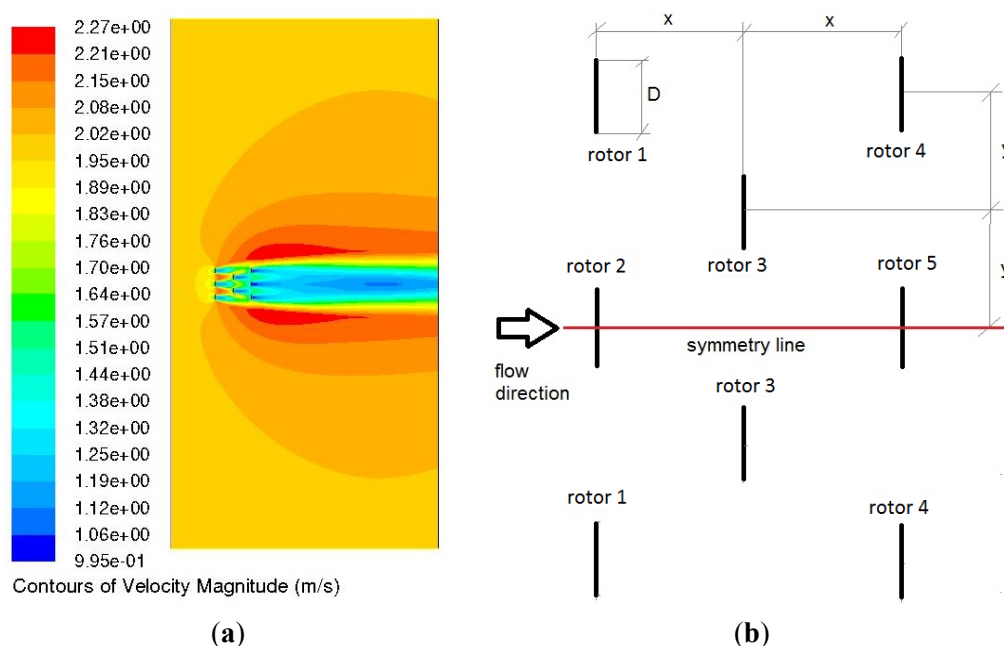 2.27e+00
2.21e+00
2.15e+00
2.08e+00
2.02e+00
1.95e+00
1.89e+00
1.83e+00
1.76e+00
1.70e+00
1.64e+00
1.57e+00
1.51e+00
1.44e+00
1.38e+00
1.32e+00
1.25e+00
1.19e+00
1.12e+00
1.06e+00
9.95e-01
Contours of Velocity Magnitude (m/s)
(a)
x x
D
rotor 1 rotor 4
y
rotor 2 rotor 3 rotor 5
y
symmetry line
flow
direction
rotor 3
rotor 1 rotor 4
(b)